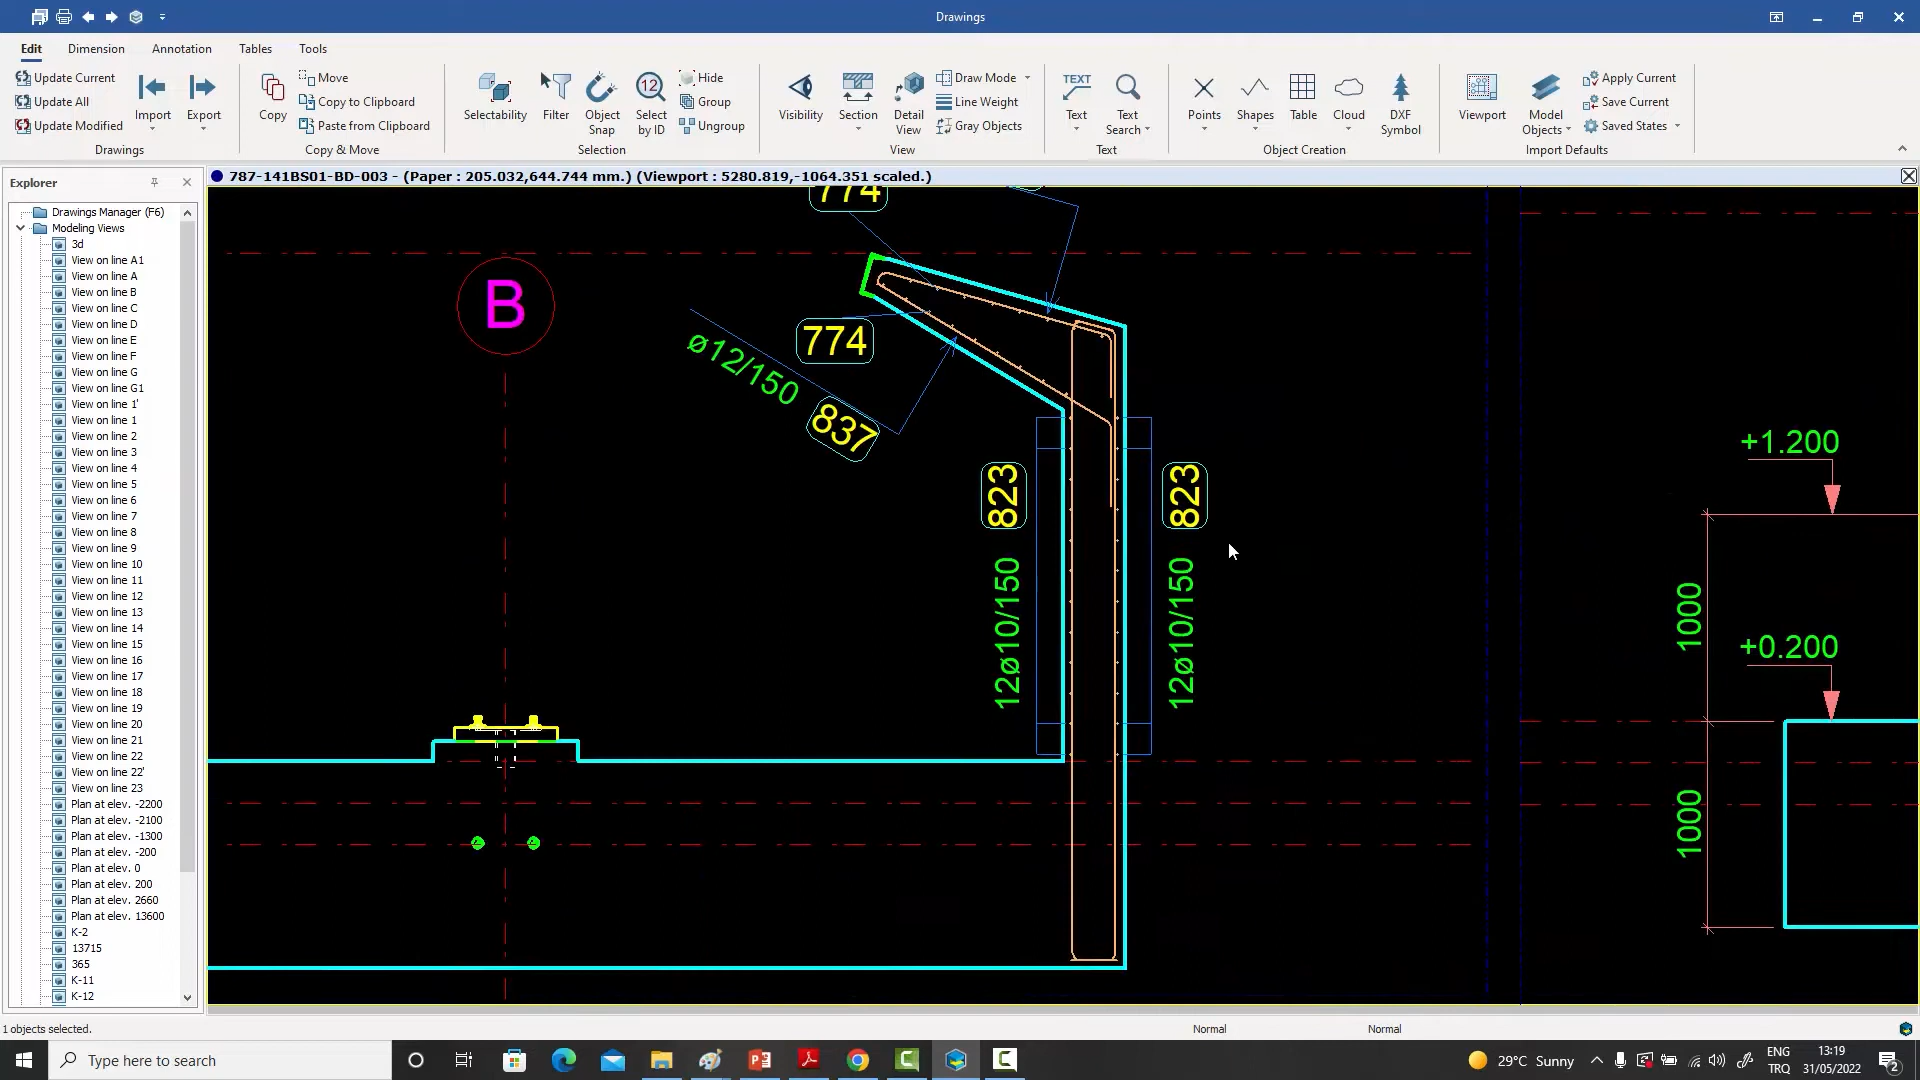 Drawings
Edit Dimension Annotation Tables Tools
Update Current
Update All
Update Modified
Import
Export
Drawings
Copy
Move
Copy to Clipboard
Paste from Clipboard
Copy & Move
Selectability
Filter
Object Snap
Select by ID
Hide
Group
Ungroup
Selection
Visibility
Section
Detail View
Draw Mode
Line Weight
Gray Objects
View
TEXT
Text
Text Search
Text
Points
Shapes
Table
Cloud
DXF Symbol
Object Creation
Viewport
Model Objects
Apply Current
Save Current
Saved States
Import Defaults
Explorer
787-141BS01-BD-003 - (Paper : 205.032,644.744 mm.) (Viewport : 5280.819,-1064.351 scaled.)
Drawings Manager (F6)
Modeling Views
3d
View on line A1
View on line A
View on line B
View on line C
View on line D
View on line E
View on line F
View on line G
View on line G1
View on line 1'
View on line 1
View on line 2
View on line 3
View on line 4
View on line 5
View on line 6
View on line 7
View on line 8
View on line 9
View on line 10
View on line 11
View on line 12
View on line 13
View on line 14
View on line 15
View on line 16
View on line 17
View on line 18
View on line 19
View on line 20
View on line 21
View on line 22
View on line 22'
View on line 23
Plan at elev. -2200
Plan at elev. -2100
Plan at elev. -1300
Plan at elev. -200
Plan at elev. 0
Plan at elev. 200
Plan at elev. 2660
Plan at elev. 13600
K-2
13715
365
K-11
K-12
774
B
774
ø12/150
837
823
12ø10/150
823
12ø10/150
+1.200
1000
+0.200
1000
1 objects selected.
Normal
Normal
Type here to search
29°C Sunny
ENG
TRQ
13:19
31/05/2022
2